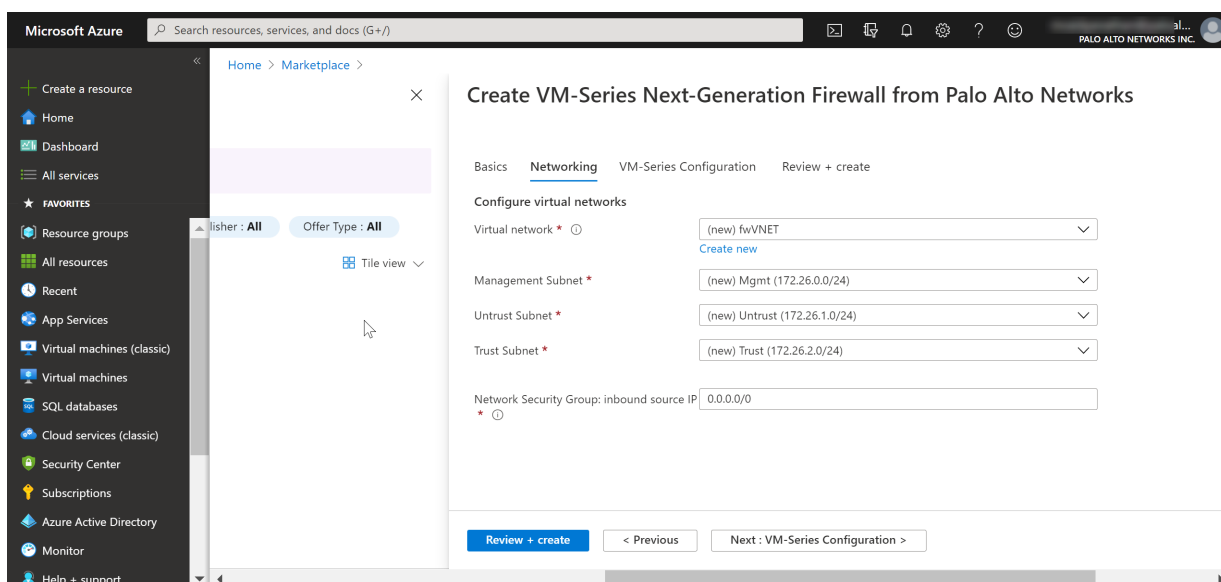 Microsoft Azure
Search resources, services, and docs (G+/)
al...
PALO ALTO NETWORKS INC.
«
Create a resource
Home
Dashboard
All services
FAVORITES
Resource groups
All resources
Recent
App Services
Virtual machines (classic)
Virtual machines
SQL databases
Cloud services (classic)
Security Center
Subscriptions
Azure Active Directory
Monitor
Help + support
Home > Marketplace >
lisher : All
Offer Type : All
Tile view
Create VM-Series Next-Generation Firewall from Palo Alto Networks
Basics Networking VM-Series Configuration Review + create
Configure virtual networks
Virtual network * (new) fwVNET
Create new
Management Subnet * (new) Mgmt (172.26.0.0/24)
Untrust Subnet * (new) Untrust (172.26.1.0/24)
Trust Subnet * (new) Trust (172.26.2.0/24)
Network Security Group: inbound source IP 0.0.0.0/0
*
Review + create < Previous Next : VM-Series Configuration >